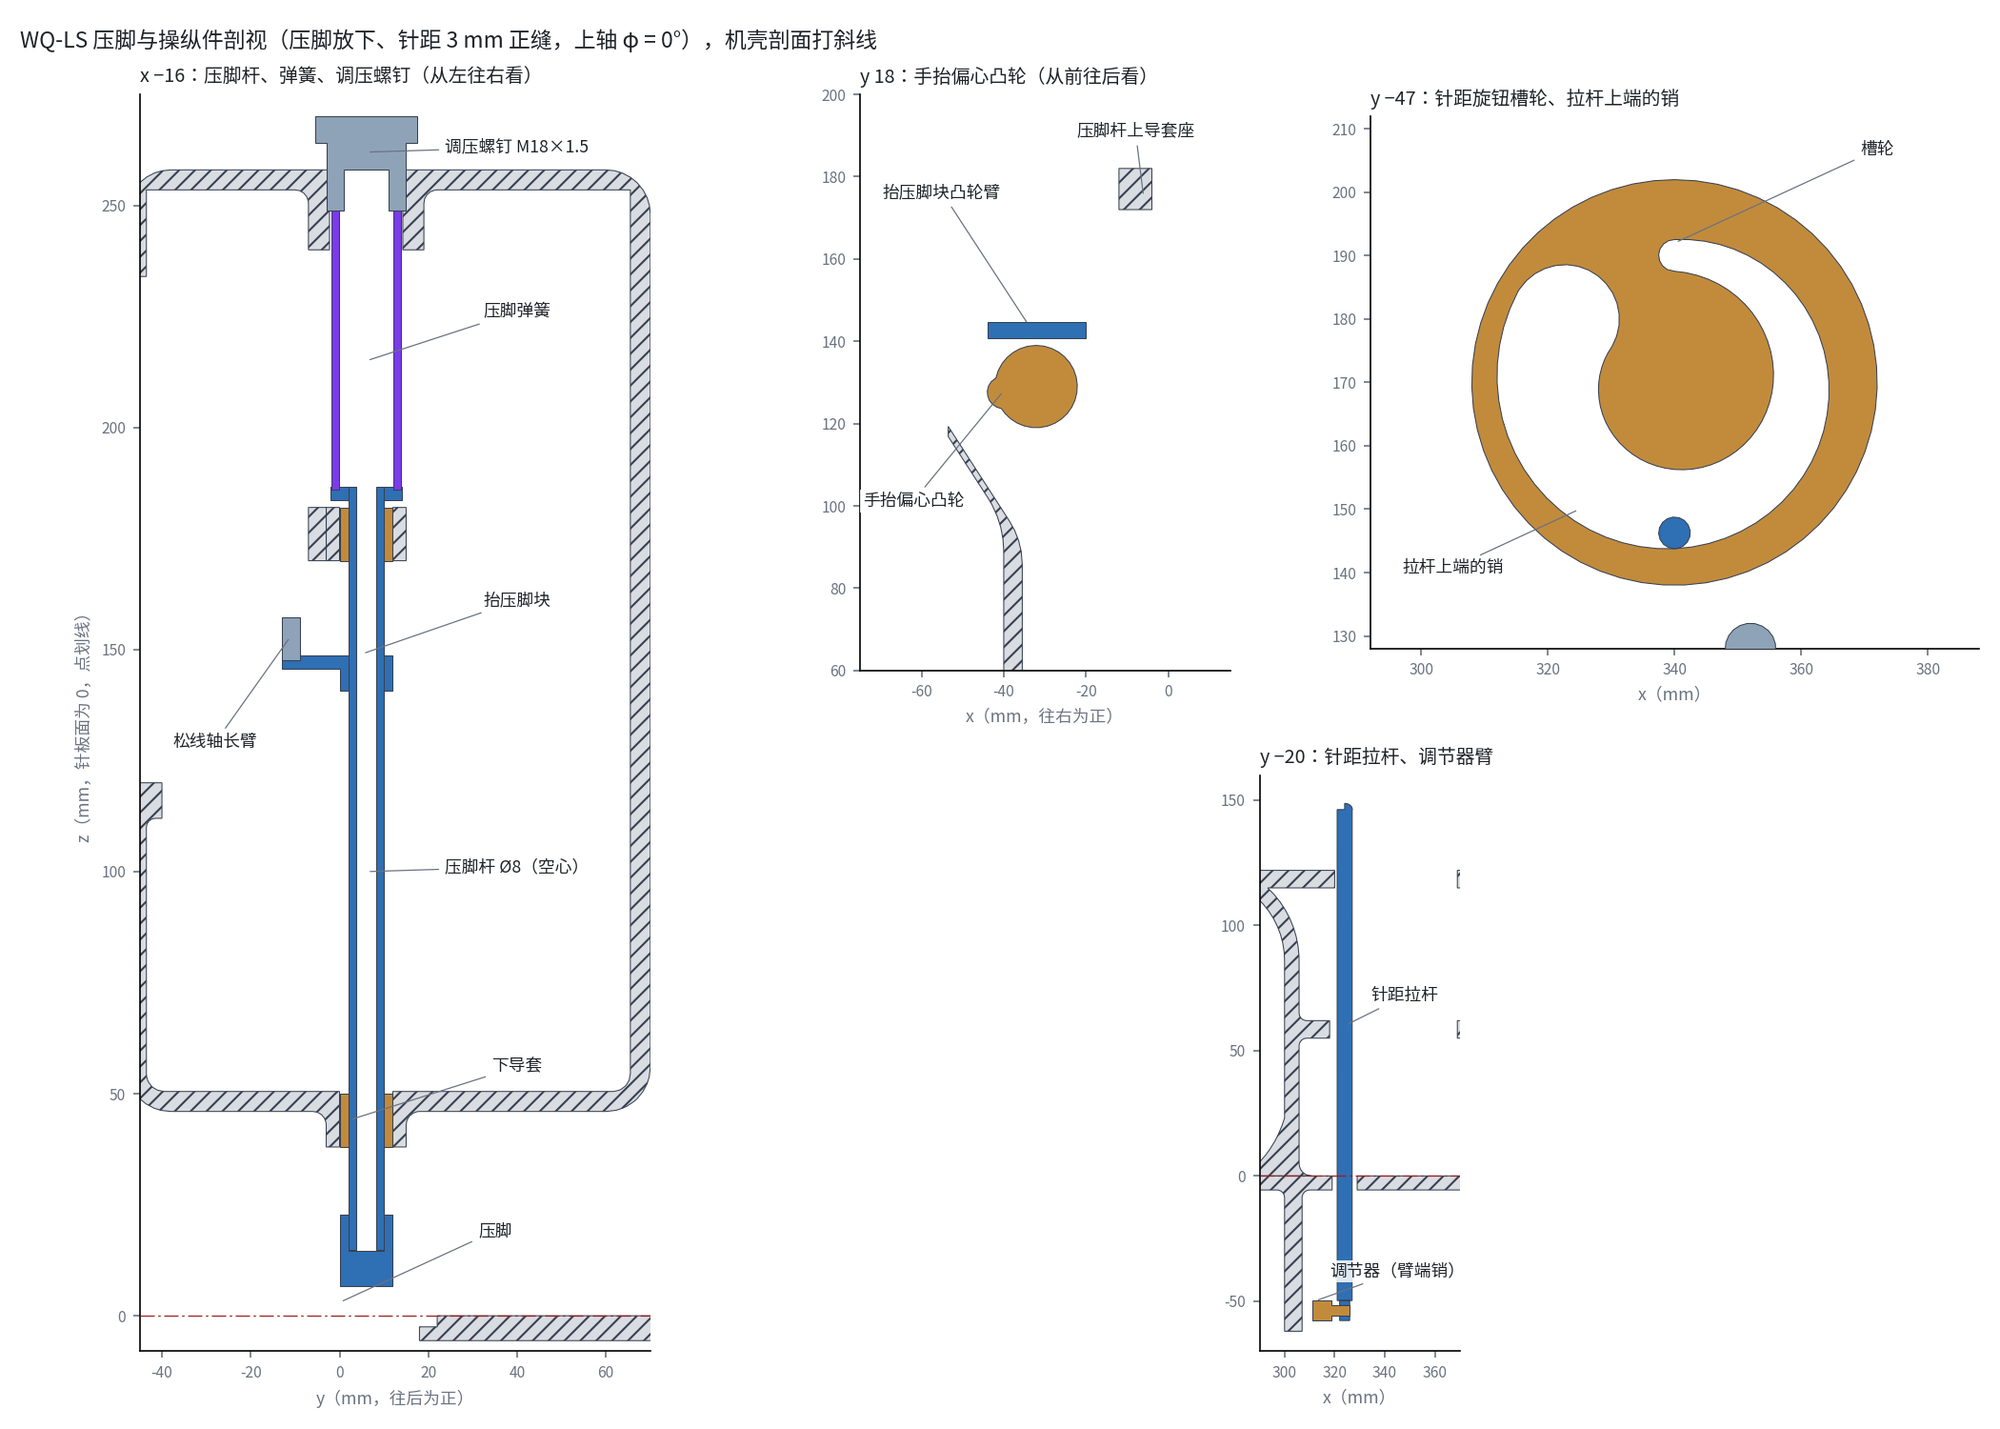 WQ-LS 压脚与操纵件剖视（压脚放下、针距 3 mm 正缝，上轴 φ = 0°），机壳剖面打斜线
x −16：压脚杆、弹簧、调压螺钉（从左往右看）
调压螺钉 M18×1.5
压脚弹簧
抬压脚块
松线轴长臂
压脚杆 Ø8（空心）
下导套
压脚
250
200
150
100
50
0
z（mm，针板面为 0，点划线）
-40
-20
0
20
40
60
y（mm，往后为正）
y 18：手抬偏心凸轮（从前往后看）
压脚杆上导套座
抬压脚块凸轮臂
手抬偏心凸轮
200
180
160
140
120
100
80
60
-60
-40
-20
0
x（mm，往右为正）
y −47：针距旋钮槽轮、拉杆上端的销
槽轮
拉杆上端的销
210
200
190
180
170
160
150
140
130
300
320
340
360
380
x（mm）
y −20：针距拉杆、调节器臂
针距拉杆
调节器（臂端销）
150
100
50
0
-50
300
320
340
360
x（mm）